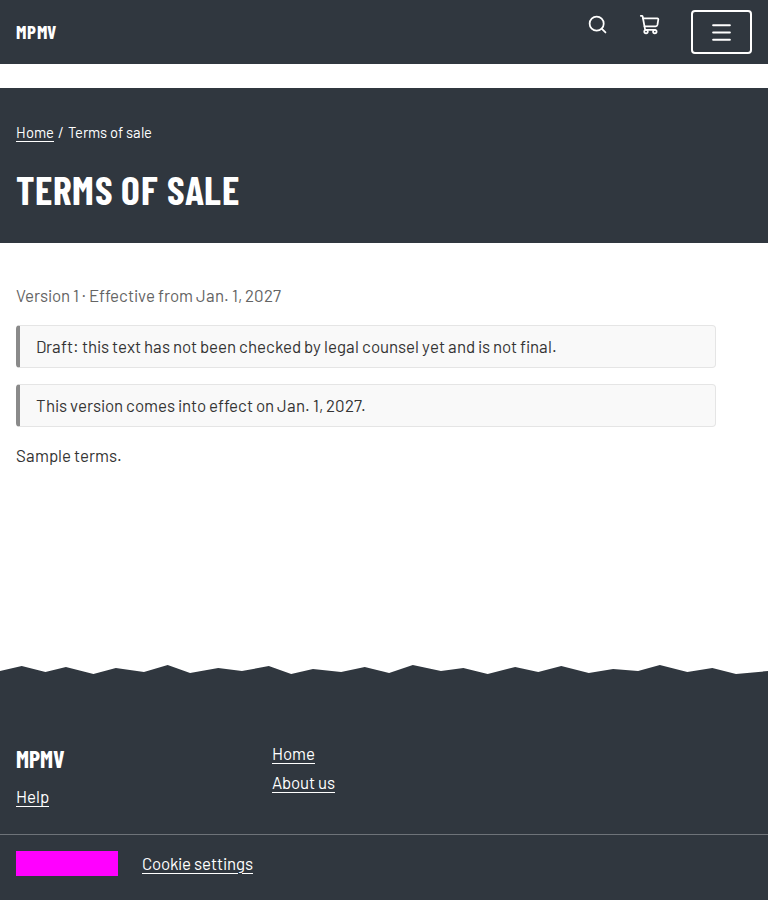 MPMV
Home / Terms of sale
TERMS OF SALE
Version 1 · Effective from Jan. 1, 2027
Draft: this text has not been checked by legal counsel yet and is not final.
This version comes into effect on Jan. 1, 2027.
Sample terms.
MPMV
Help
Home
About us
Cookie settings